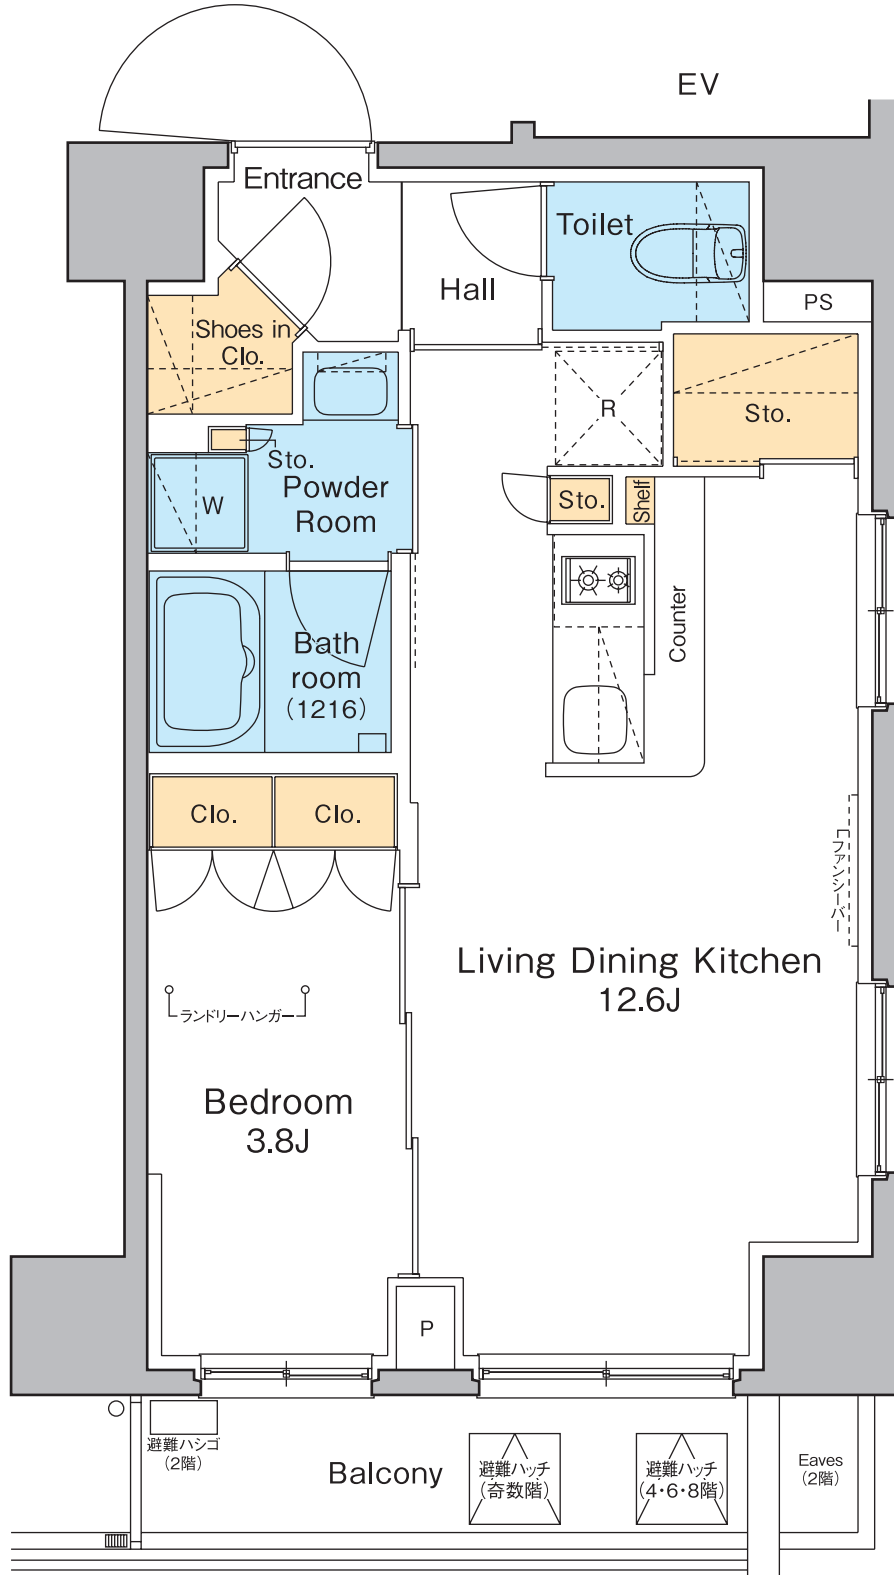 EV
Entrance
Toilet
Hall
PS
Shoes in
Clo.
R
Sto.
Sto.
W
Powder
Room
Sto.
Shelf
Counter
Bath
room
(1216)
Clo.
Clo.
ファンシーバー
Living Dining Kitchen
12.6J
ランドリーハンガー
Bedroom
3.8J
P
避難ハシゴ
(2階)
Balcony
避難ハッチ
(奇数階)
避難ハッチ
(4・6・8階)
Eaves
(2階)